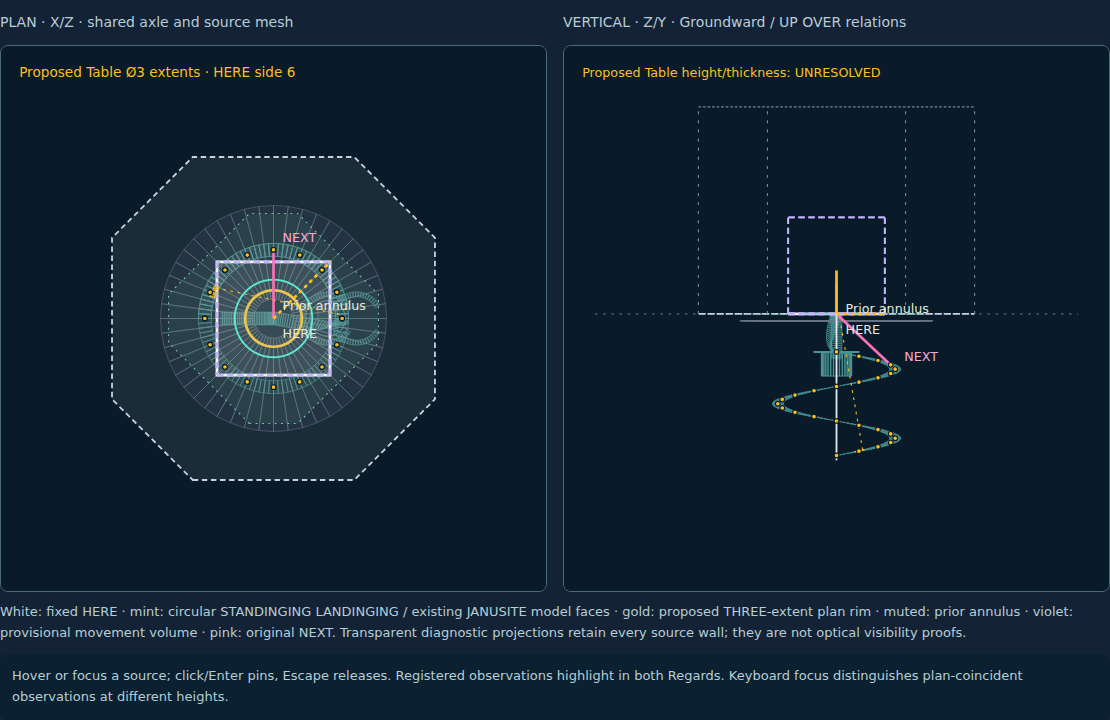 PLAN · X/Z · shared axle and source mesh
Proposed Table Ø3 extents · HERE side 6
NEXT
Prior annulus
HERE
VERTICAL · Z/Y · Groundward / UP OVER relations
Proposed Table height/thickness: UNRESOLVED
Prior annulus
HERE
NEXT
White: fixed HERE · mint: circular STANDINGING LANDINGING / existing JANUSITE model faces · gold: proposed THREE-extent plan rim · muted: prior annulus · violet:
provisional movement volume · pink: original NEXT. Transparent diagnostic projections retain every source wall; they are not optical visibility proofs.
Hover or focus a source; click/Enter pins, Escape releases. Registered observations highlight in both Regards. Keyboard focus distinguishes plan-coincident
observations at different heights.